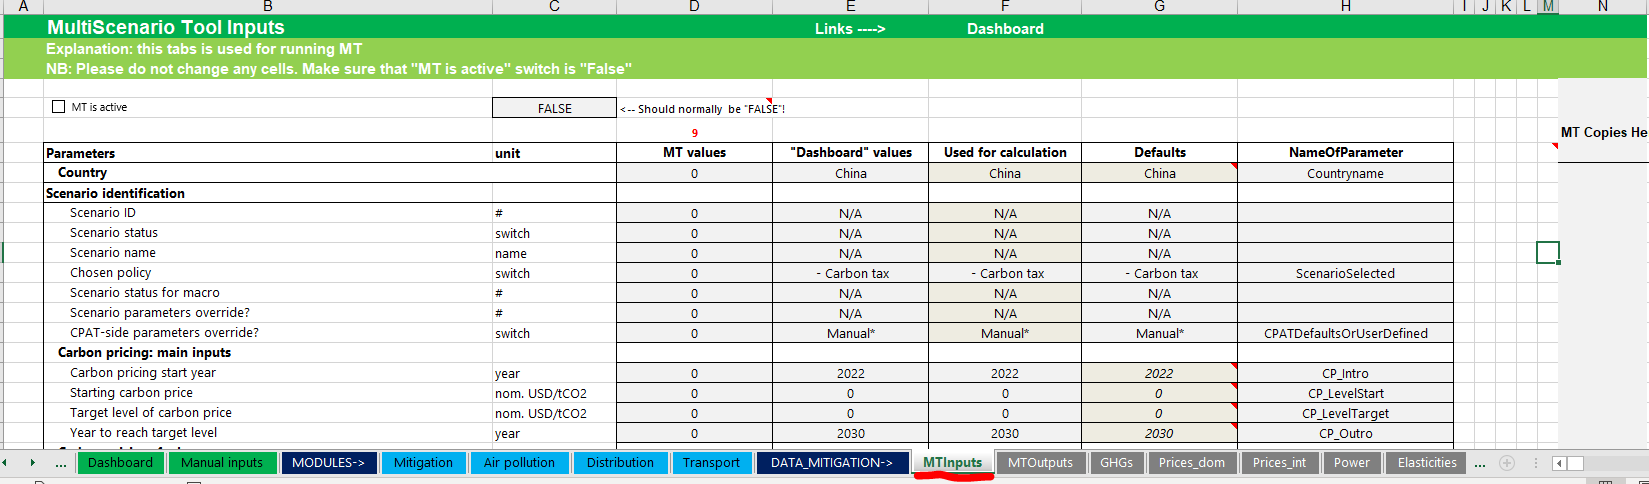 A B C D E F G H I J K L M N
MultiScenario Tool Inputs Links ----> Dashboard
Explanation: this tabs is used for running MT
NB: Please do not change any cells. Make sure that "MT is active" switch is "False"
MT is active FALSE <-- Should normally be "FALSE"!
9 MT Copies He
Parameters unit MT values "Dashboard" values Used for calculation Defaults NameOfParameter
Country 0 China China China Countryname
Scenario identification
Scenario ID # 0 N/A N/A N/A
Scenario status switch 0 N/A N/A N/A
Scenario name name 0 N/A N/A N/A
Chosen policy switch 0 - Carbon tax - Carbon tax - Carbon tax ScenarioSelected
Scenario status for macro # 0 N/A N/A N/A
Scenario parameters override? # 0 N/A N/A N/A
CPAT-side parameters override? switch 0 Manual* Manual* Manual* CPATDefaultsOrUserDefined
Carbon pricing: main inputs
Carbon pricing start year year 0 2022 2022 2022 CP_Intro
Starting carbon price nom. USD/tCO2 0 0 0 0 CP_LevelStart
Target level of carbon price nom. USD/tCO2 0 0 0 0 CP_LevelTarget
Year to reach target level year 0 2030 2030 2030 CP_Outro
... Dashboard Manual inputs MODULES-> Mitigation Air pollution Distribution Transport DATA_MITIGATION-> MTInputs MTOutputs GHGs Prices_dom Prices_int Power Elasticities ...